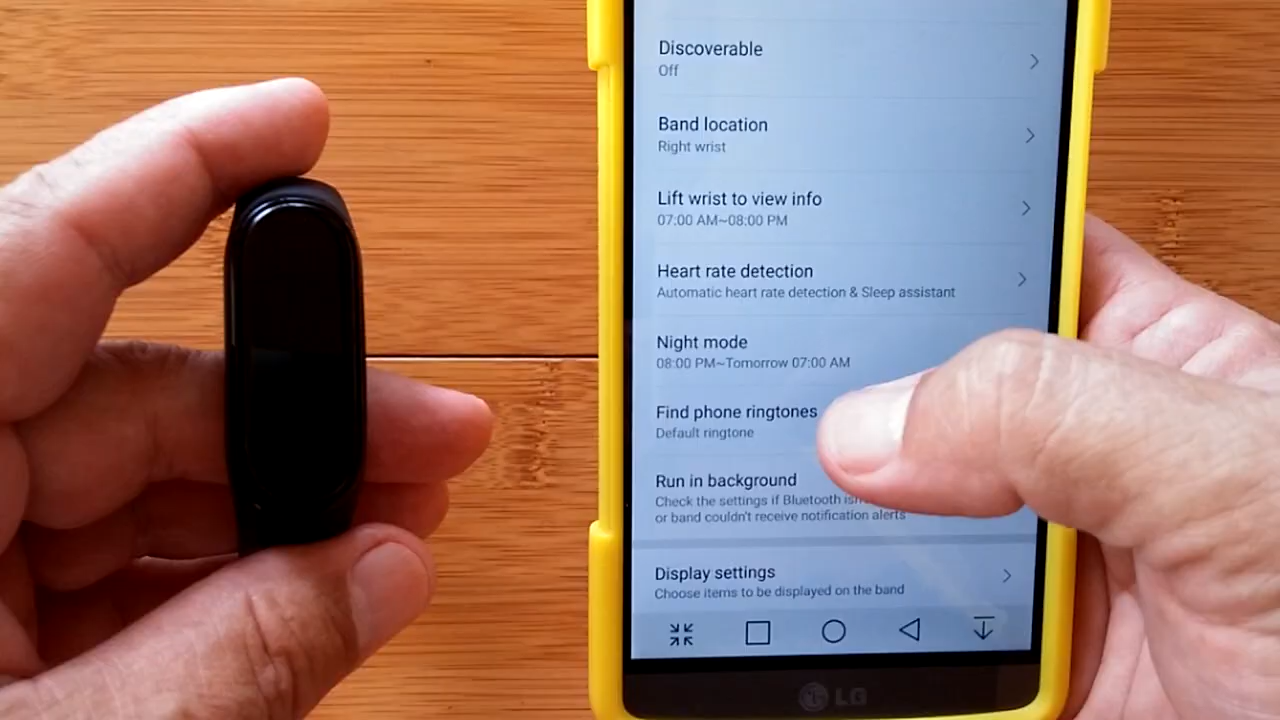 Discoverable
Off
Band location
Right wrist
Lift wrist to view info
07:00 AM~08:00 PM
Heart rate detection
Automatic heart rate detection & Sleep assistant
Night mode
08:00 PM~Tomorrow 07:00 AM
Find phone ringtones
Default ringtone
Run in background
Check the settings if Bluetooth
or band couldn't receive notification alerts
Display settings
Choose items to be displayed on the band
LG